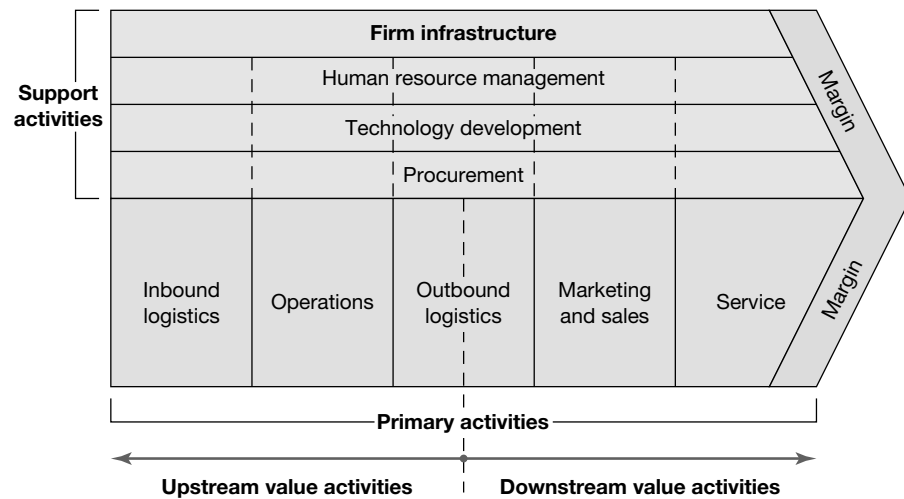 Firm infrastructure
Human resource management
Technology development
Procurement
Support
activities
Margin
Margin
Inbound
logistics
Operations
Outbound
logistics
Marketing
and sales
Service
Primary activities
Upstream value activities
Downstream value activities